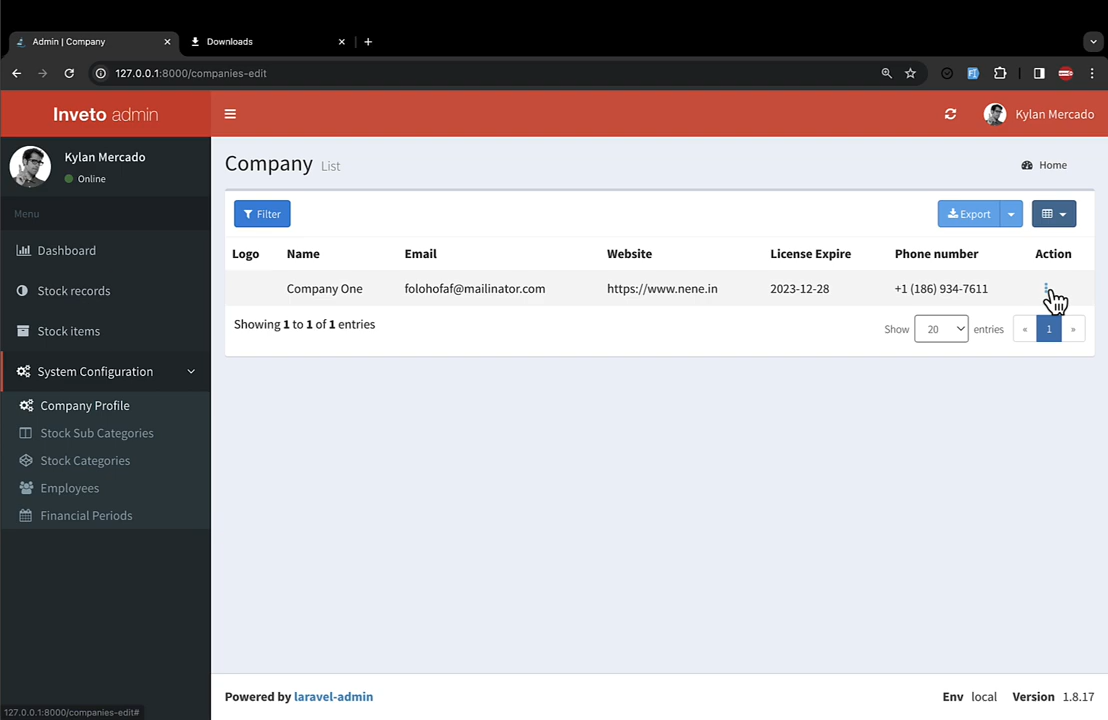 Admin | Company
Downloads
127.0.0.1:8000/companies-edit
Inveto admin
Kylan Mercado
Kylan Mercado
Online
Company List
Home
Menu
Filter
Export
Dashboard
Logo Name Email Website License Expire Phone number Action
Stock records
Company One folohofaf@mailinator.com https://www.nene.in 2023-12-28 +1 (186) 934-7611
Stock items
Showing 1 to 1 of 1 entries
Show 20 entries « 1 »
System Configuration
Company Profile
Stock Sub Categories
Stock Categories
Employees
Financial Periods
Powered by laravel-admin
Env local Version 1.8.17
127.0.0.1:8000/companies-edit#